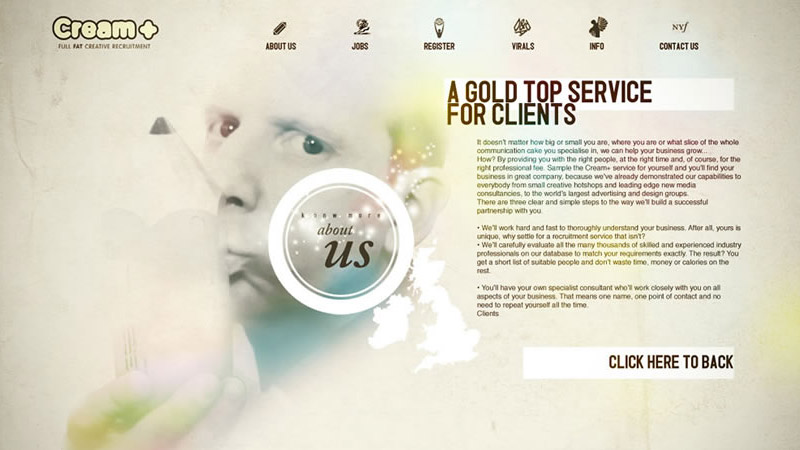 Cream+
FULL FAT CREATIVE RECRUITMENT
ABOUT US
JOBS
REGISTER
VIRALS
INFO
NYf
CONTACT US
A GOLD TOP SERVICE
FOR CLIENTS
It doesn't matter how big or small you are, where you are or what slice of the whole
communication cake you specialise in, we can help your business grow...
How? By providing you with the right people, at the right time and, of course, for the
right professional fee. Sample the Cream+ service for yourself and you'll find your
business in great company, because we've already demonstrated our capabilities to
everybody from small creative hotshops and leading edge new media
consultancies, to the world's largest advertising and design groups.
There are three clear and simple steps to the way we'll build a successful
partnership with you.
• We'll work hard and fast to thoroughly understand your business. After all, yours is
unique, why settle for a recruitment service that isn't?
• We'll carefully evaluate all the many thousands of skilled and experienced industry
professionals on our database to match your requirements exactly. The result? You
get a short list of suitable people and don't waste time, money or calories on the
rest.
• You'll have your own specialist consultant who'll work closely with you on all
aspects of your business. That means one name, one point of contact and no
need to repeat yourself all the time.
Clients
know more
about
us
CLICK HERE TO BACK